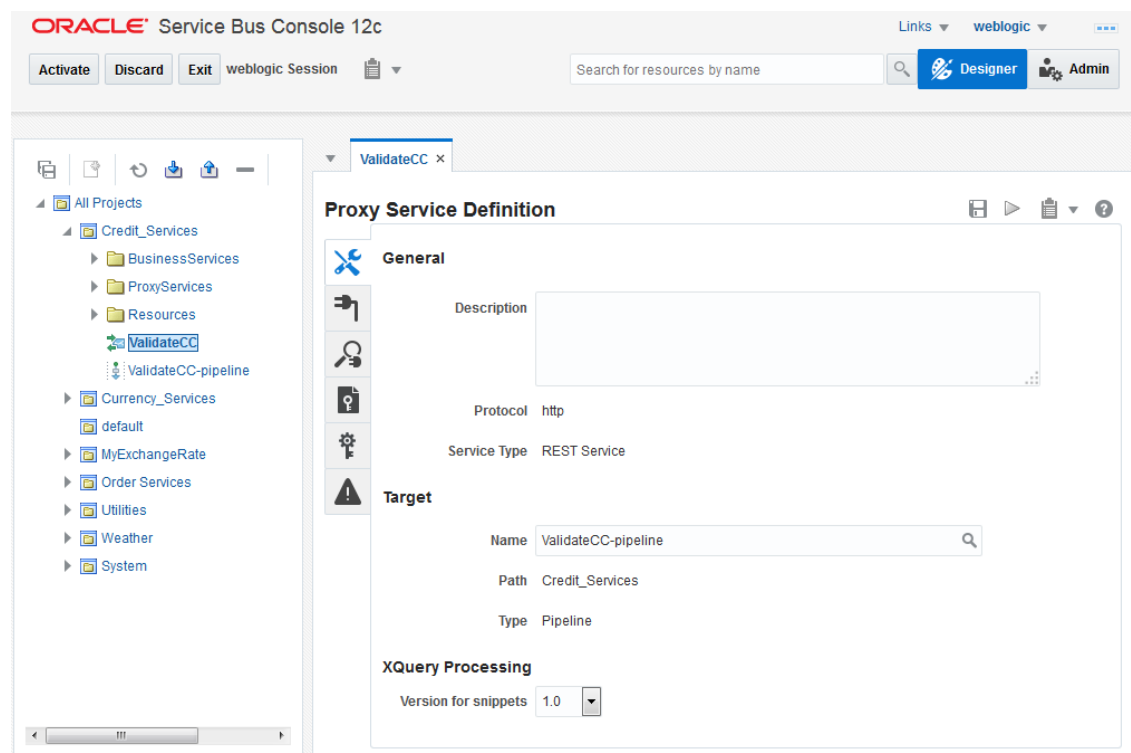 ORACLE Service Bus Console 12c
Links weblogic
Activate Discard Exit weblogic Session Search for resources by name Designer Admin
ValidateCC
All Projects
Credit_Services
BusinessServices
ProxyServices
Resources
ValidateCC
ValidateCC-pipeline
Currency_Services
default
MyExchangeRate
Order Services
Utilities
Weather
System
Proxy Service Definition
General
Description
Protocol http
Service Type REST Service
Target
Name ValidateCC-pipeline
Path Credit_Services
Type Pipeline
XQuery Processing
Version for snippets 1.0